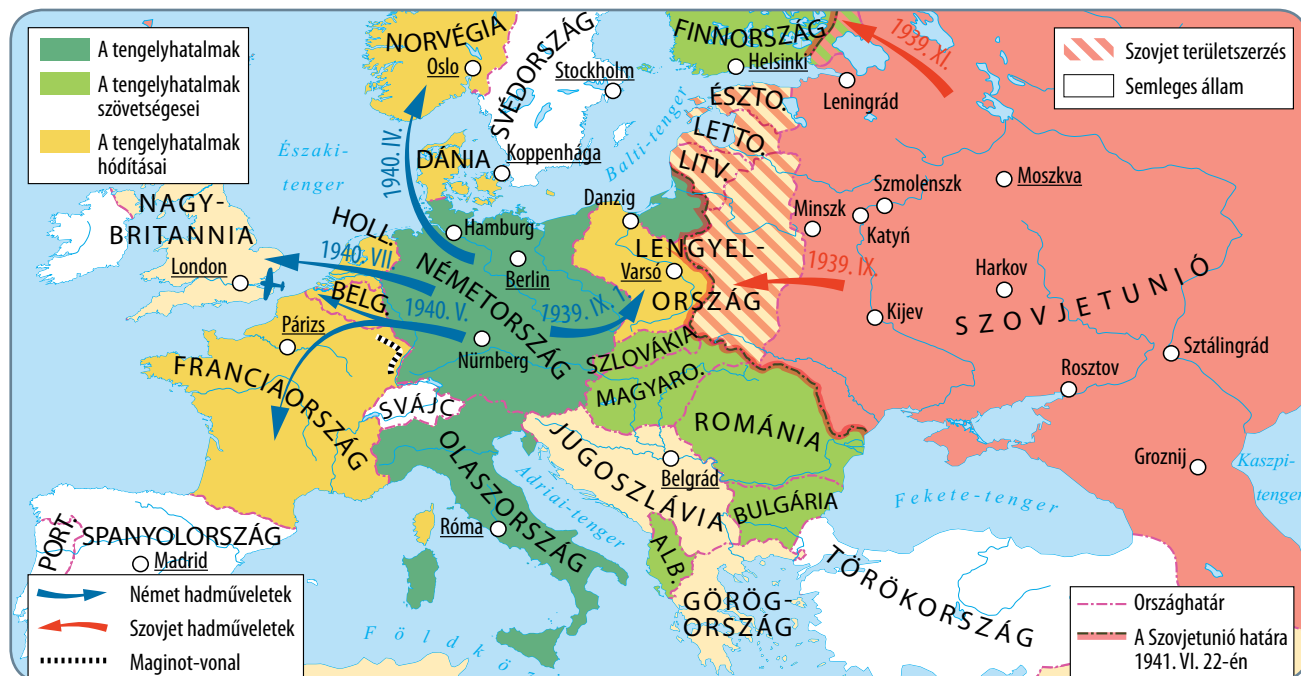 A tengelyhatalmak
A tengelyhatalmak
szövetségesei
A tengelyhatalmak
hódításai
Szovjet területszerzés
Semleges állam
NORVÉGIA
Oslo
SVÉDORSZÁG
Stockholm
FINNORSZÁG
Helsinki
1939. XI.
Leningrád
ÉSZTO.
LETTO.
LITV.
Északi-
tenger
1940. IV.
DÁNIA
Koppenhága
Balti-tenger
Moszkva
Szmolenszk
Minszk
Katyń
NAGY-
BRITANNIA
London
HOLL.
1940. VII.
Hamburg
Berlin
Danzig
LENGYEL-
ORSZÁG
Varsó
1939. IX.
Harkov
Kijev
SZOVJETUNIÓ
BELG.
1940. V.
NÉMETORSZÁG
1939. IX. 1.
Nürnberg
Párizs
FRANCIAORSZÁG
SVÁJC
SZLOVÁKIA
MAGYARO.
ROMÁNIA
Sztálingrád
Rosztov
Groznij
Kaszpi-
tenger
OLASZORSZÁG
Róma
Adriai-tenger
JUGOSZLÁVIA
Belgrád
BULGÁRIA
Fekete-tenger
ALB.
GÖRÖG-
ORSZÁG
TÖRÖKORSZÁG
PORT.
SPANYOLORSZÁG
Madrid
Földkö
Német hadműveletek
Szovjet hadműveletek
Maginot-vonal
Országhatár
A Szovjetunió határa
1941. VI. 22-én